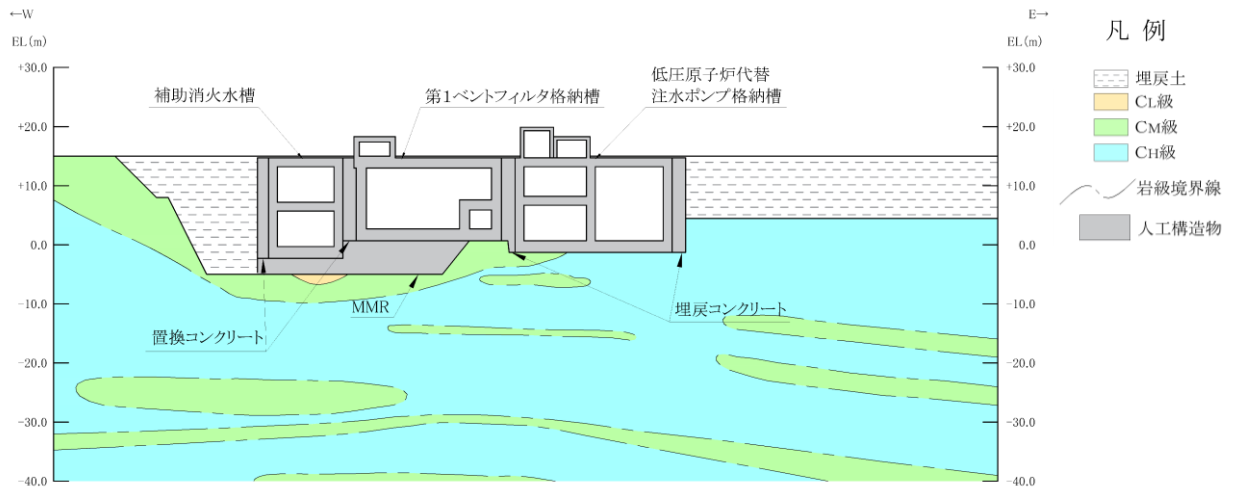 ←W
EL(m)
+30.0
+20.0
+10.0
0.0
-10.0
-20.0
-30.0
-40.0
補助消火水槽
第1ベントフィルタ格納槽
低圧原子炉代替
注水ポンプ格納槽
置換コンクリート
MMR
埋戻コンクリート
E→
EL(m)
+30.0
+20.0
+10.0
0.0
-10.0
-20.0
-30.0
-40.0
凡 例
埋戻土
CL級
CM級
CH級
岩級境界線
人工構造物